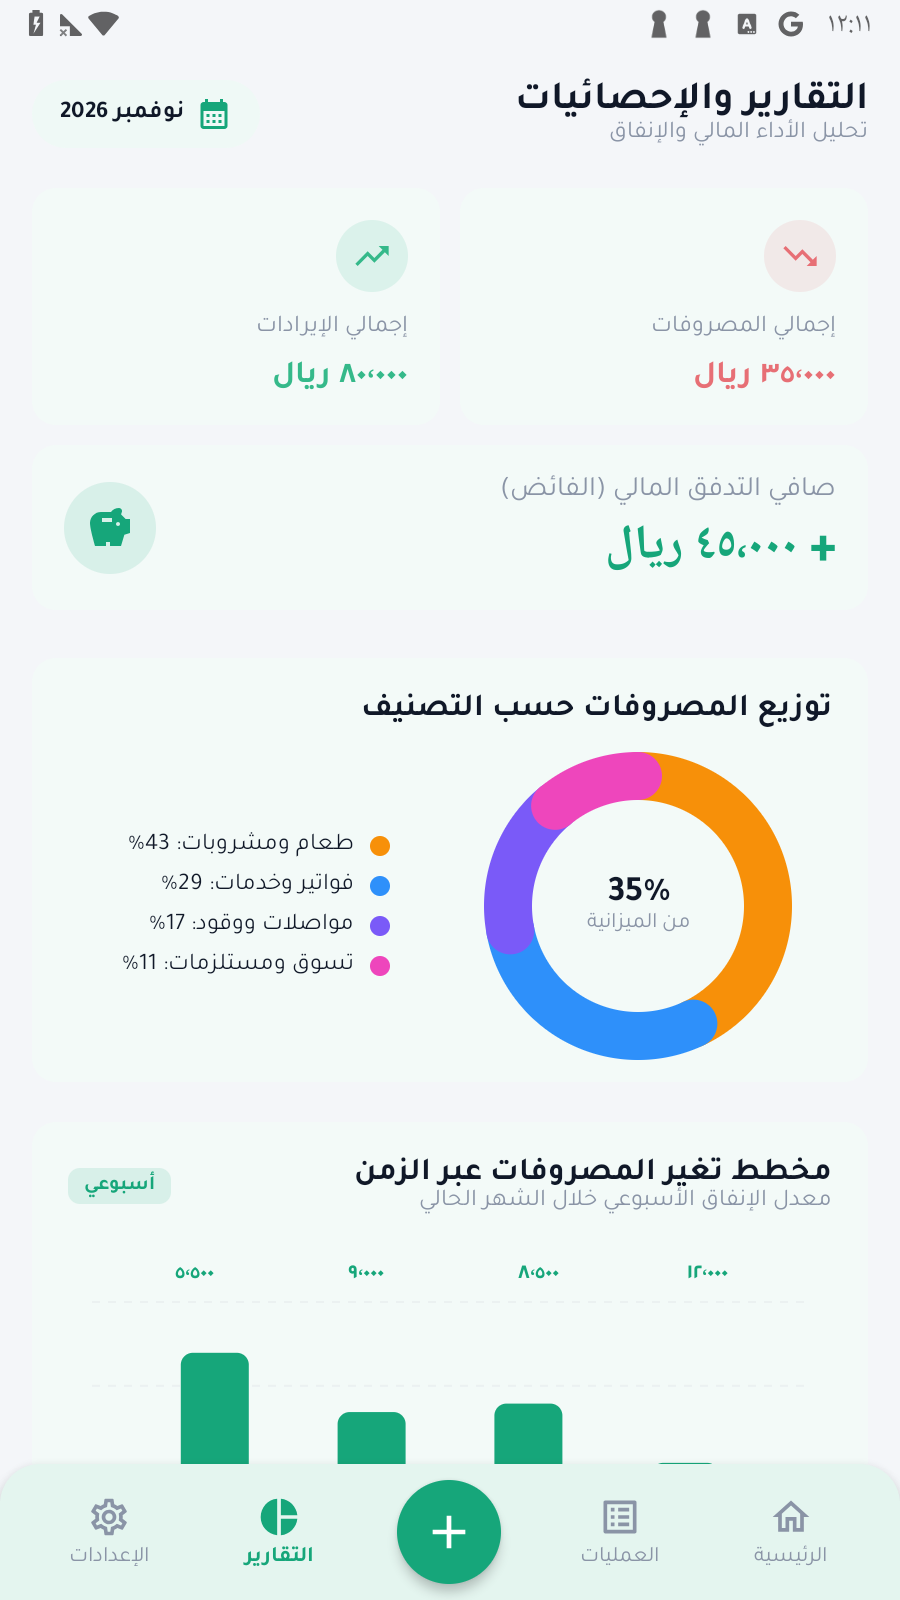 ١٢:١١
التقارير والإحصائيات
تحليل الأداء المالي والإنفاق
نوفمبر 2026
إجمالي المصروفات
٣٥،٠٠٠ ريال
إجمالي الإيرادات
٨٠،٠٠٠ ريال
صافي التدفق المالي (الفائض)
+ ٤٥،٠٠٠ ريال
توزيع المصروفات حسب التصنيف
35%
من الميزانية
طعام ومشروبات: 43%
فواتير وخدمات: 29%
مواصلات ووقود: 17%
تسوق ومستلزمات: 11%
مخطط تغير المصروفات عبر الزمن
معدل الإنفاق الأسبوعي خلال الشهر الحالي
أسبوعي
١٢،٠٠٠
٨،٥٠٠
٩،٠٠٠
٥،٥٠٠
الرئيسية
العمليات
التقارير
الإعدادات